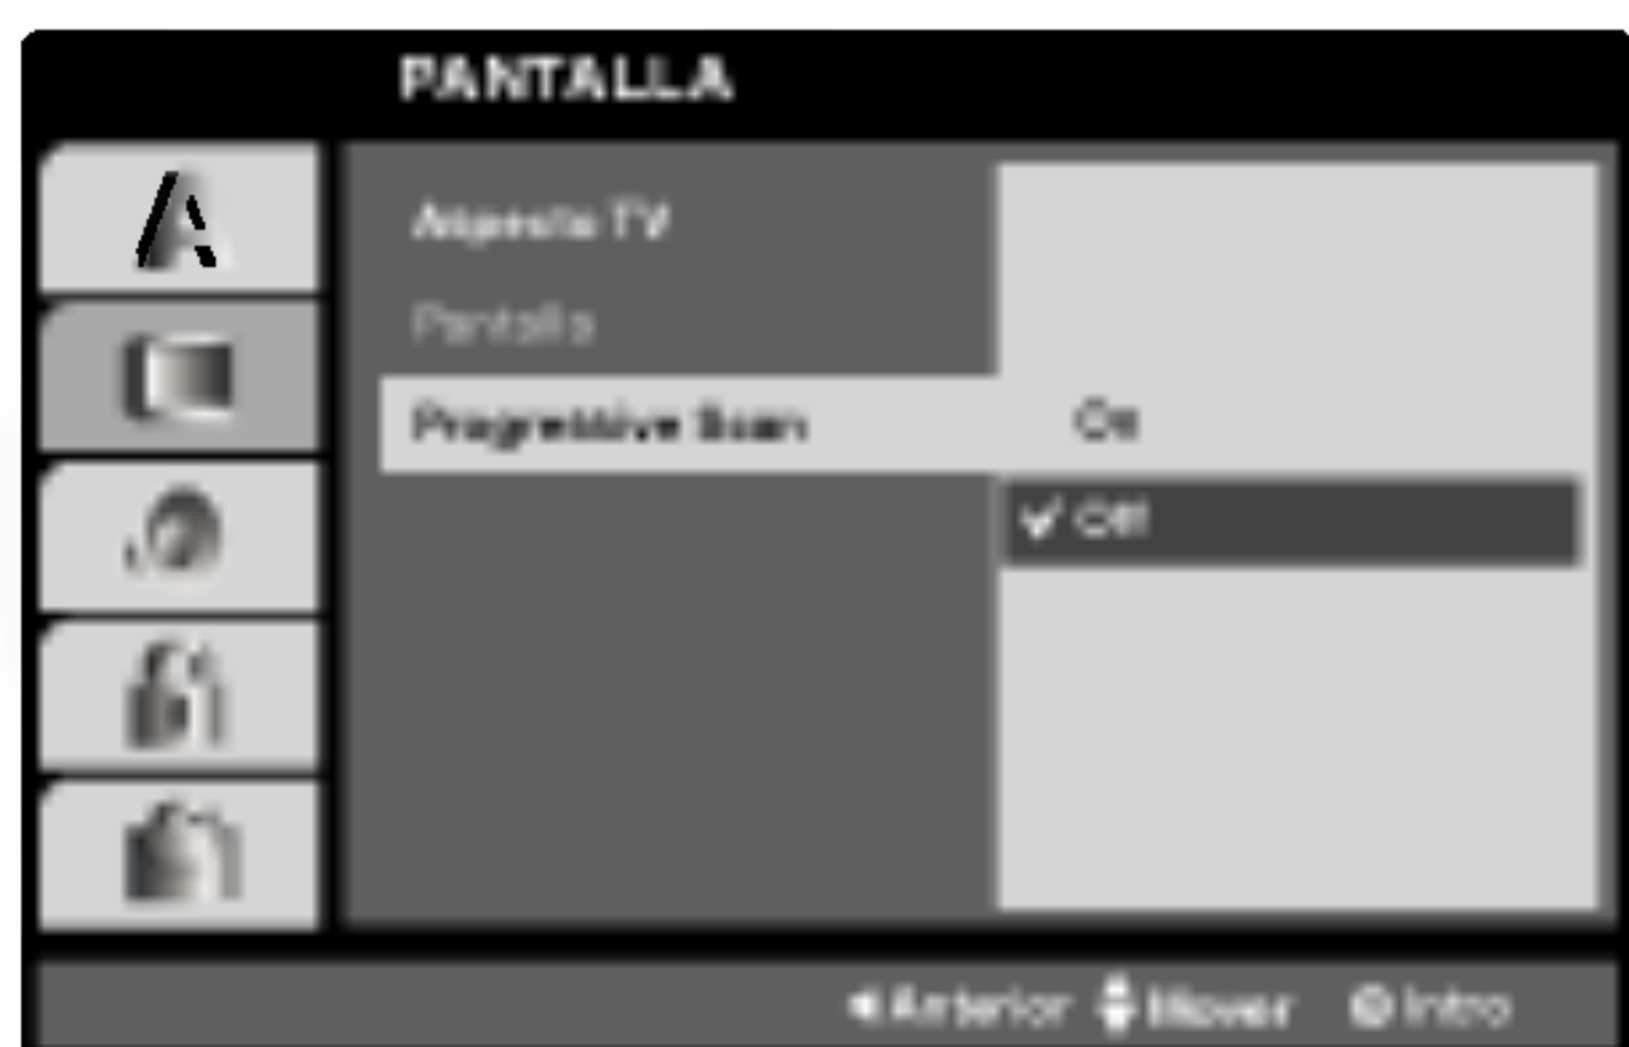 PANTALLA
Aspecto TV
Pantalla
Progressive Scan
On
✔ Off
Anterior Mover Intro